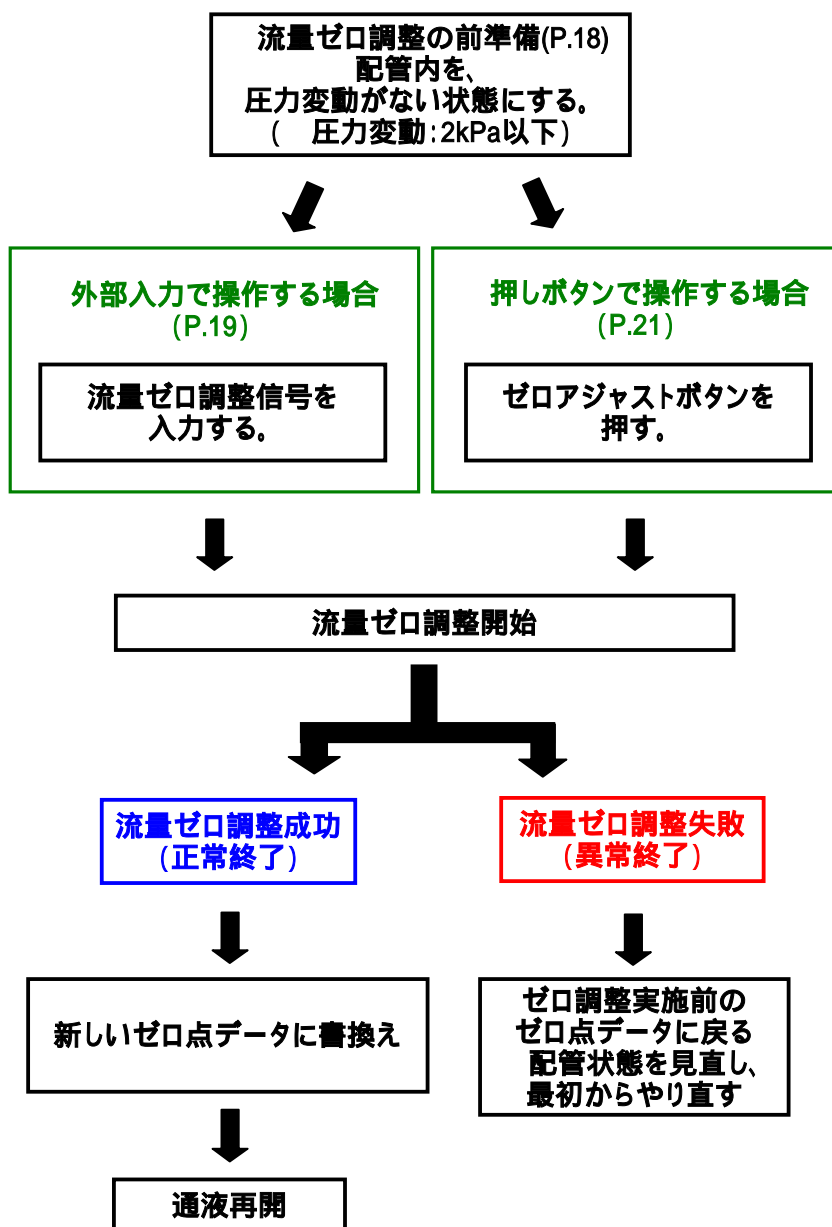 流量ゼロ調整の前準備(P.18)
配管内を、
圧力変動がない状態にする。
(　圧力変動:2kPa以下)
外部入力で操作する場合
(P.19)
流量ゼロ調整信号を
入力する。
押しボタンで操作する場合
(P.21)
ゼロアジャストボタンを
押す。
流量ゼロ調整開始
流量ゼロ調整成功
(正常終了)
流量ゼロ調整失敗
(異常終了)
新しいゼロ点データに書換え
ゼロ調整実施前の
ゼロ点データに戻る
配管状態を見直し、
最初からやり直す
通液再開